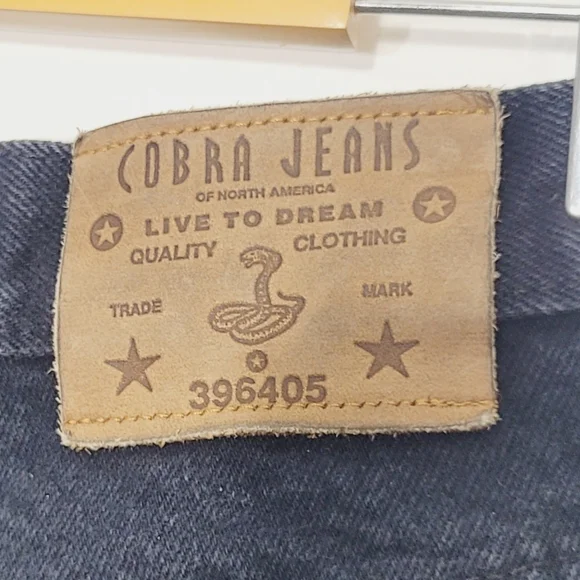 COBRA JEANS
OF NORTH AMERICA
LIVE TO DREAM
QUALITY CLOTHING
TRADE MARK
396405